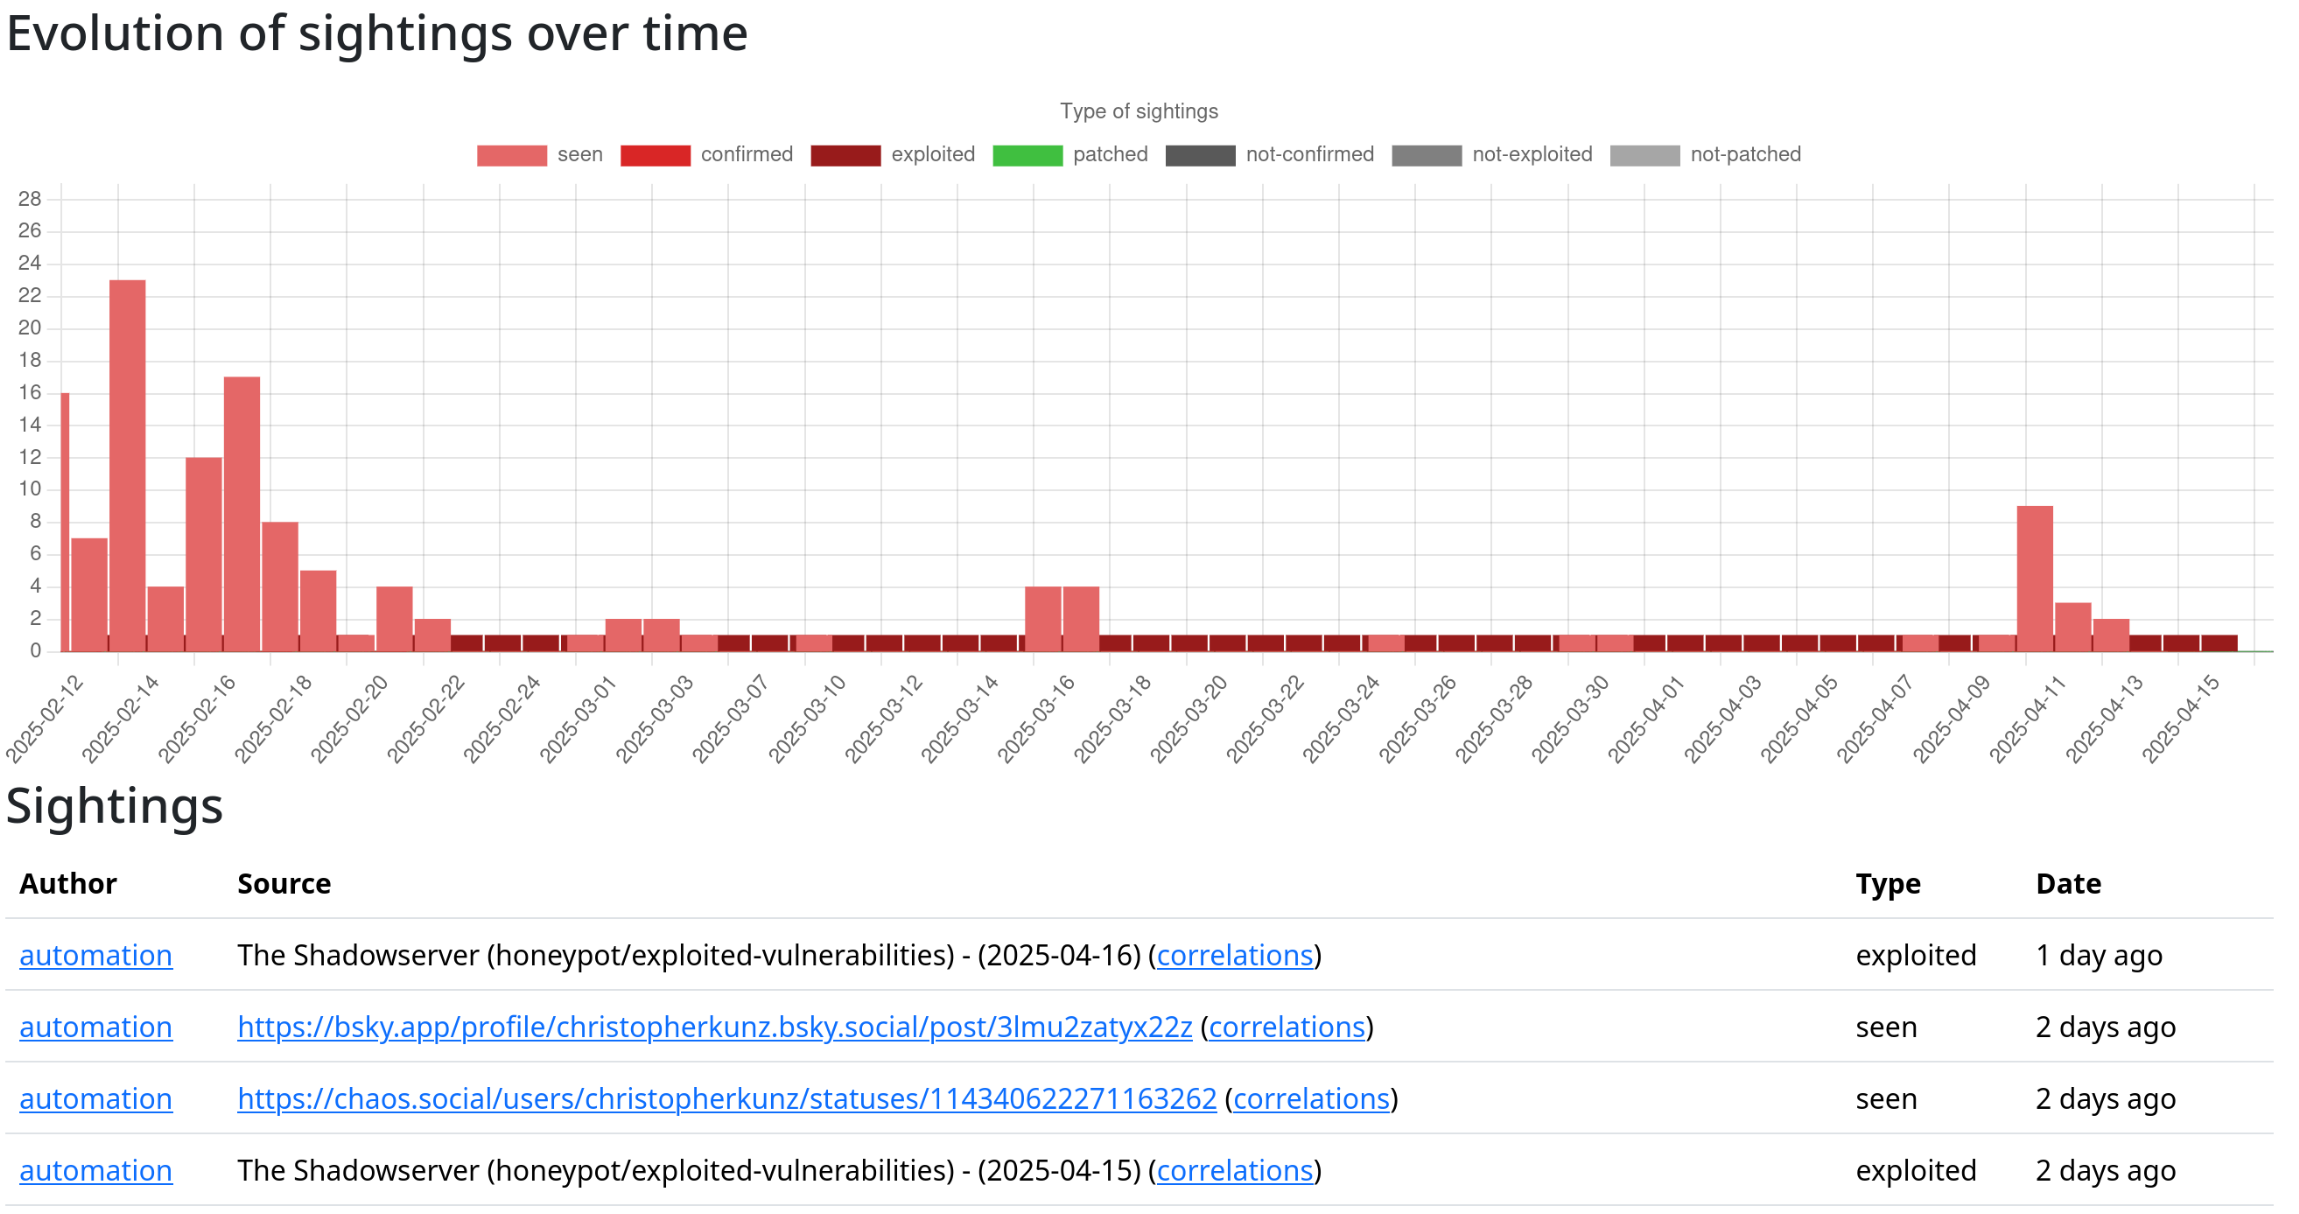 Evolution of sightings over time
Type of sightings
seen confirmed exploited patched not-confirmed not-exploited not-patched
28
26
24
22
20
18
16
14
12
10
8
6
4
2
0
2025-02-12 2025-02-14 2025-02-16 2025-02-18 2025-02-20 2025-02-22 2025-02-24 2025-03-01 2025-03-03 2025-03-07 2025-03-10 2025-03-12 2025-03-14 2025-03-16 2025-03-18 2025-03-20 2025-03-22 2025-03-24 2025-03-26 2025-03-28 2025-03-30 2025-04-01 2025-04-03 2025-04-05 2025-04-07 2025-04-09 2025-04-11 2025-04-13 2025-04-15
Sightings
Author Source Type Date
automation The Shadowserver (honeypot/exploited-vulnerabilities) - (2025-04-16) (correlations) exploited 1 day ago
automation https://bsky.app/profile/christopherkunz.bsky.social/post/3lmu2zatyx22z (correlations) seen 2 days ago
automation https://chaos.social/users/christopherkunz/statuses/114340622271163262 (correlations) seen 2 days ago
automation The Shadowserver (honeypot/exploited-vulnerabilities) - (2025-04-15) (correlations) exploited 2 days ago